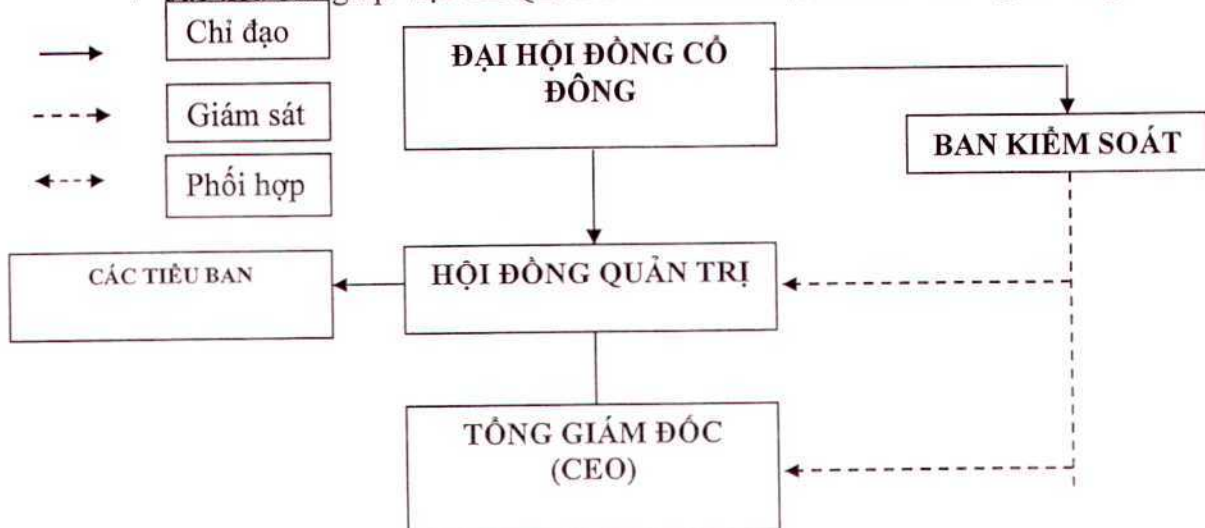 Chỉ đạo
Giám sát
Phối hợp
ĐẠI HỘI ĐỒNG CỔ
ĐÔNG
BAN KIỂM SOÁT
CÁC TIỂU BAN
HỘI ĐỒNG QUẢN TRỊ
TỔNG GIÁM ĐỐC
(CEO)